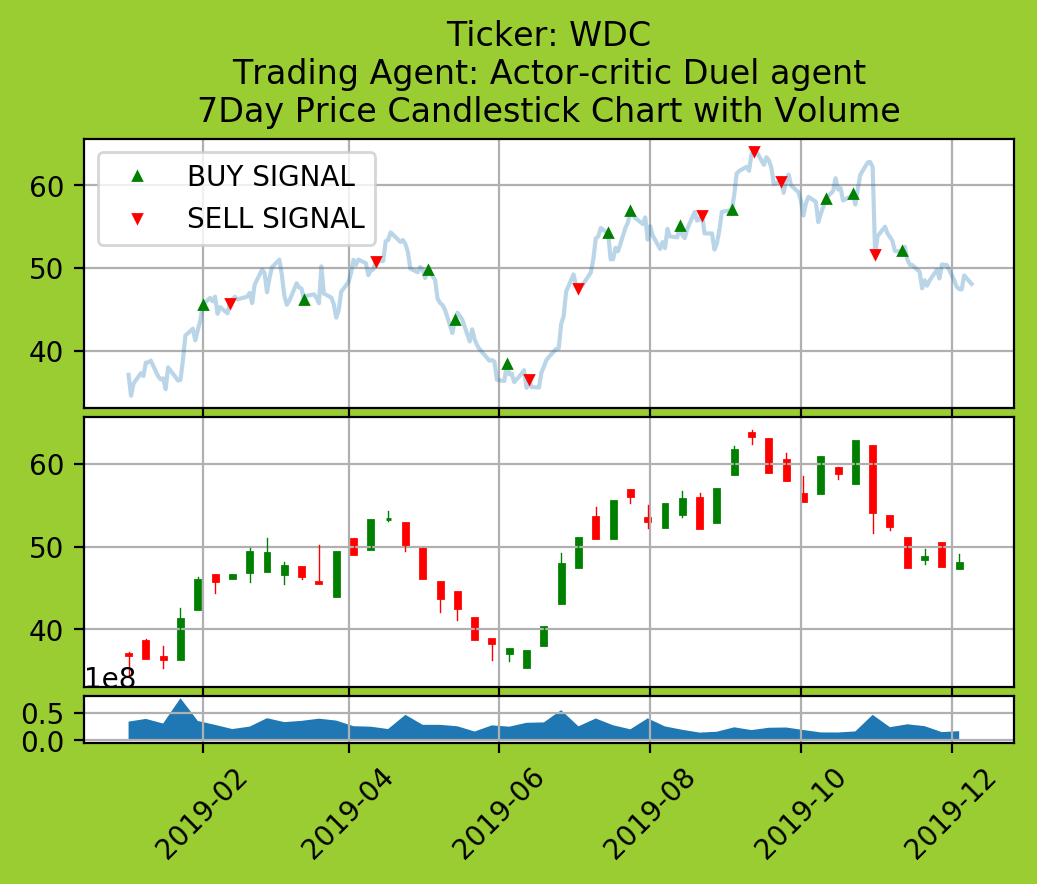 Ticker: WDC
Trading Agent: Actor-critic Duel agent
7Day Price Candlestick Chart with Volume
BUY SIGNAL
SELL SIGNAL
60
50
40
60
50
40
1e8
0.5
0.0
2019-02
2019-04
2019-06
2019-08
2019-10
2019-12